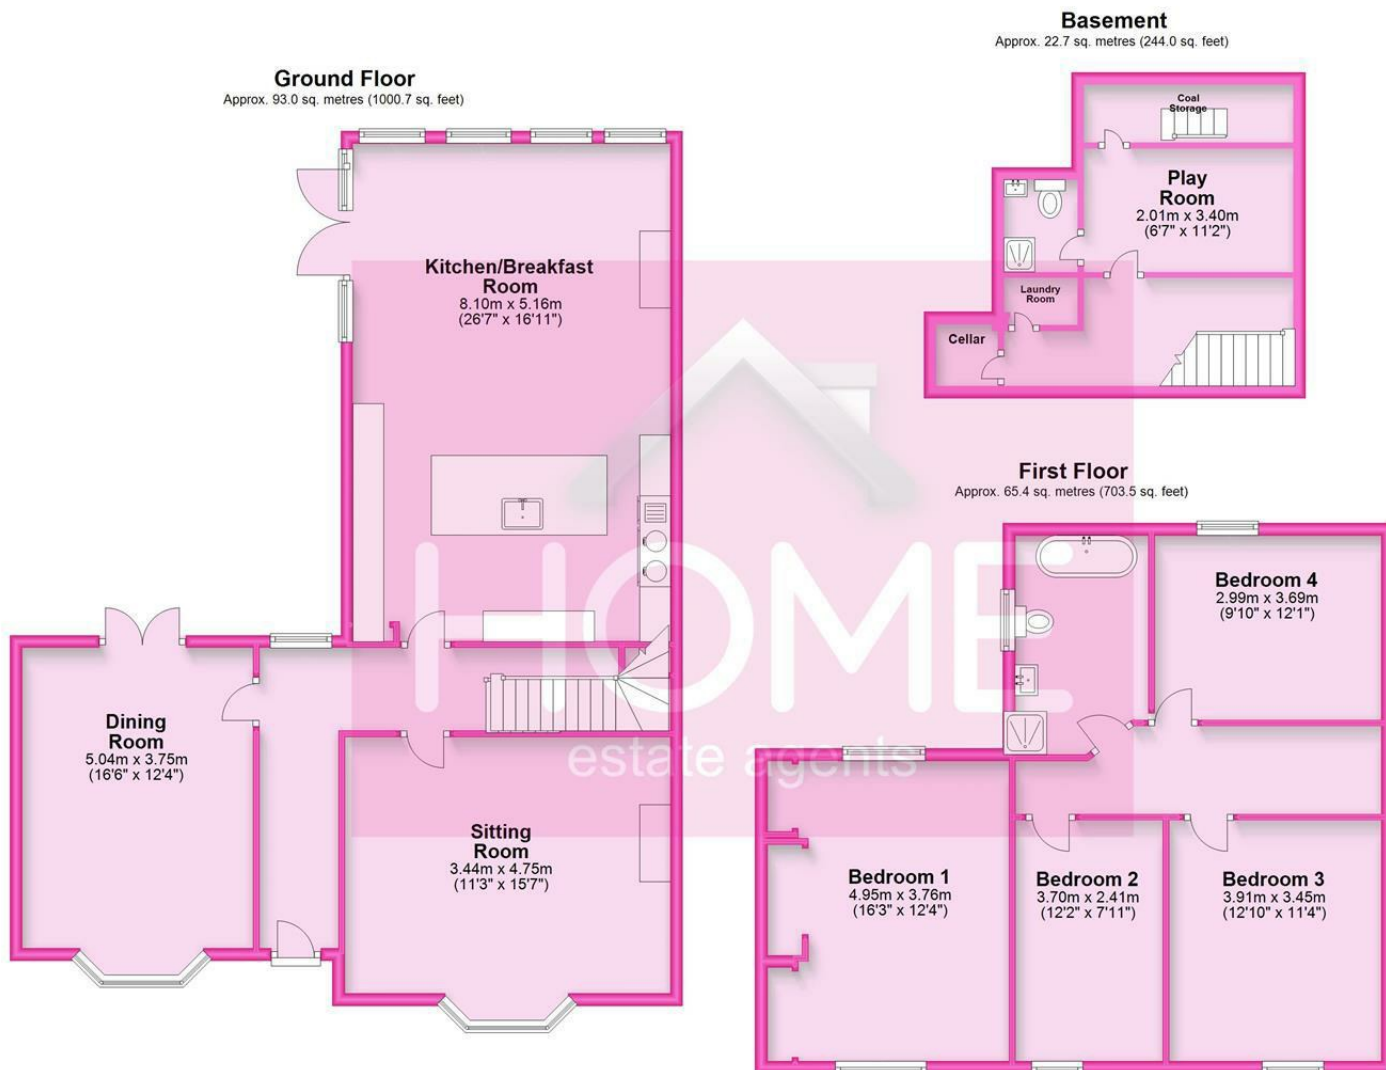 Basement
Approx. 22.7 sq. metres (244.0 sq. feet)
Ground Floor
Approx. 93.0 sq. metres (1000.7 sq. feet)
Coal
Storage
Play
Room
2.01m x 3.40m
(6'7" x 11'2")
Laundry
Room
Cellar
Kitchen/Breakfast
Room
8.10m x 5.16m
(26'7" x 16'11")
First Floor
Approx. 65.4 sq. metres (703.5 sq. feet)
HOME
estate agents
Bedroom 4
2.99m x 3.69m
(9'10" x 12'1")
Dining
Room
5.04m x 3.75m
(16'6" x 12'4")
Sitting
Room
3.44m x 4.75m
(11'3" x 15'7")
Bedroom 1
4.95m x 3.76m
(16'3" x 12'4")
Bedroom 2
3.70m x 2.41m
(12'2" x 7'11")
Bedroom 3
3.91m x 3.45m
(12'10" x 11'4")